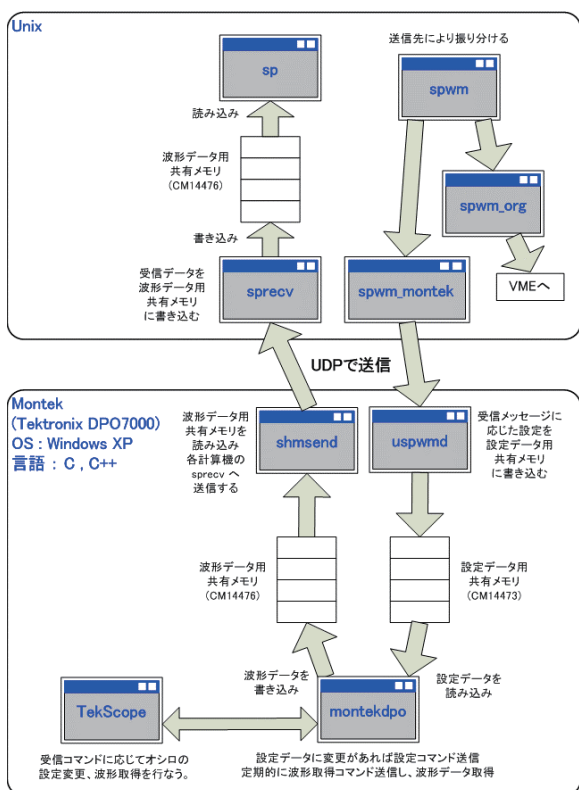 Unix
送信先により振り分ける
sp
spwm
読み込み
波形データ用
共有メモリ
(CM14476)
spwm_org
書き込み
受信データを
波形データ用
共有メモリ
に書き込む
sprecv
spwm_montek
VMEへ
UDPで送信
Montek
(Tektronix DPO7000)
OS : Windows XP
言語 : C , C++
波形データ用
共有メモリを
読み込み
各計算機の
sprecv へ
送信する
shmsend
uspwmd
受信メッセージに
応じた設定を
設定データ用
共有メモリ
に書き込む
波形データ用
共有メモリ
(CM14476)
設定データ用
共有メモリ
(CM14473)
波形データを
書き込み
設定データを
読み込み
TekScope
montekdpo
受信コマンドに応じてオシロの
設定変更、波形取得を行なう。
設定データに変更があれば設定コマンド送信
定期的に波形取得コマンド送信し、波形データ取得